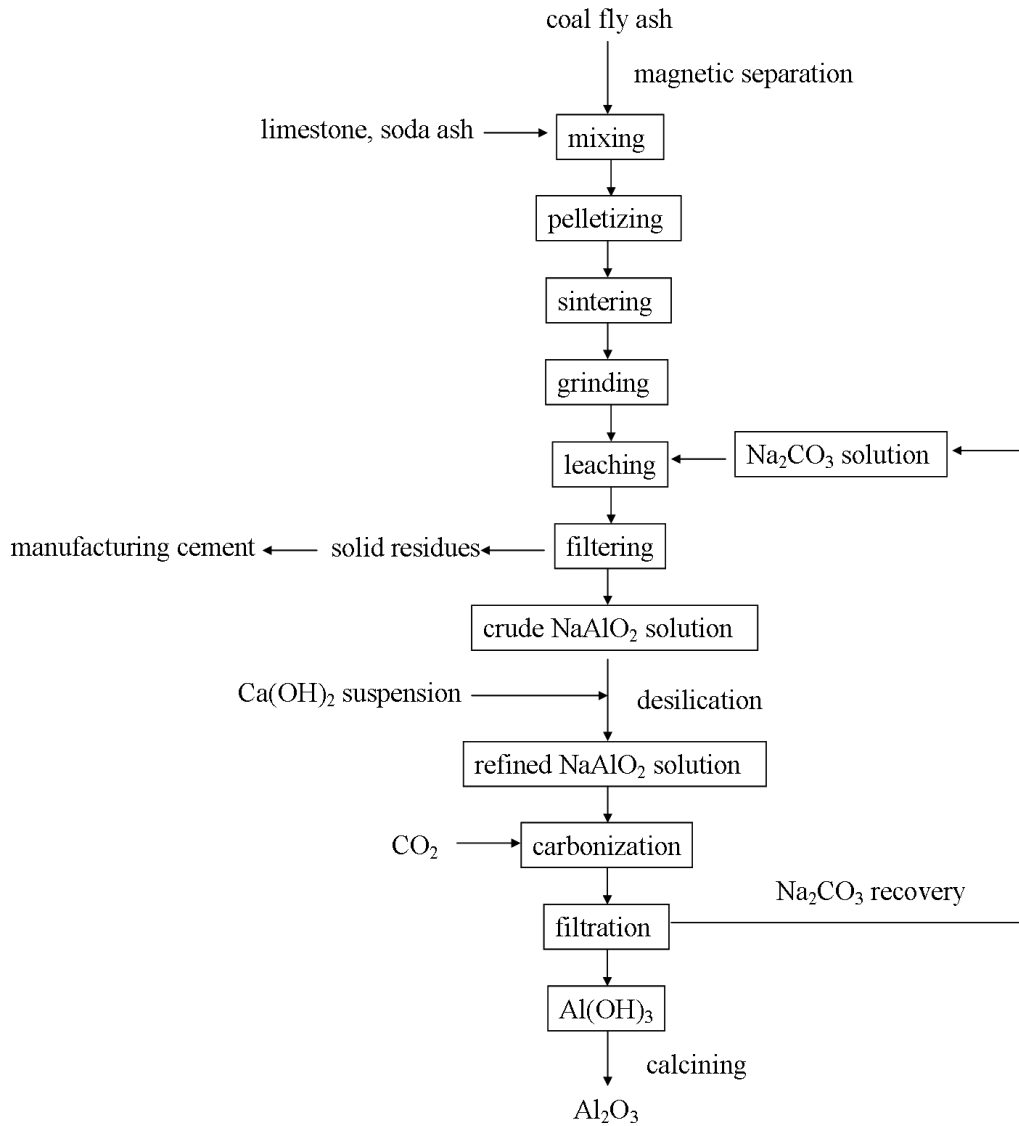 coal fly ash
magnetic separation
limestone, soda ash
mixing
pelletizing
sintering
grinding
leaching
Na₂CO₃ solution
manufacturing cement
solid residues
filtering
crude NaAlO₂ solution
Ca(OH)₂ suspension
desilication
refined NaAlO₂ solution
CO₂
carbonization
Na₂CO₃ recovery
filtration
Al(OH)₃
calcining
Al₂O₃